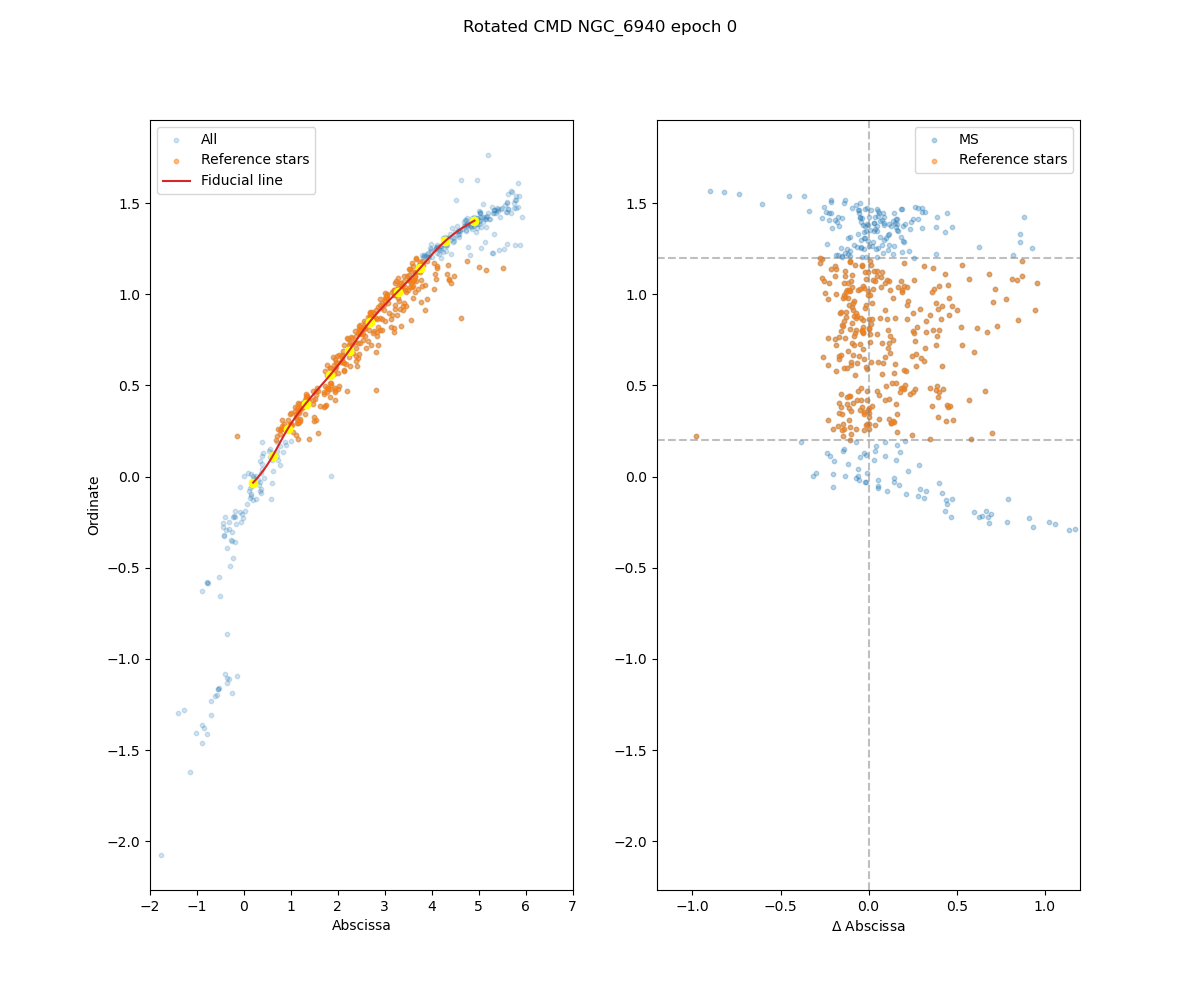 Rotated CMD NGC_6940 epoch 0
All
Reference stars
Fiducial line
1.5
1.0
0.5
0.0
−0.5
−1.0
−1.5
−2.0
Ordinate
−2 −1 0 1 2 3 4 5 6 7
Abscissa
MS
Reference stars
1.5
1.0
0.5
0.0
−0.5
−1.0
−1.5
−2.0
−1.0 −0.5 0.0 0.5 1.0
Δ Abscissa